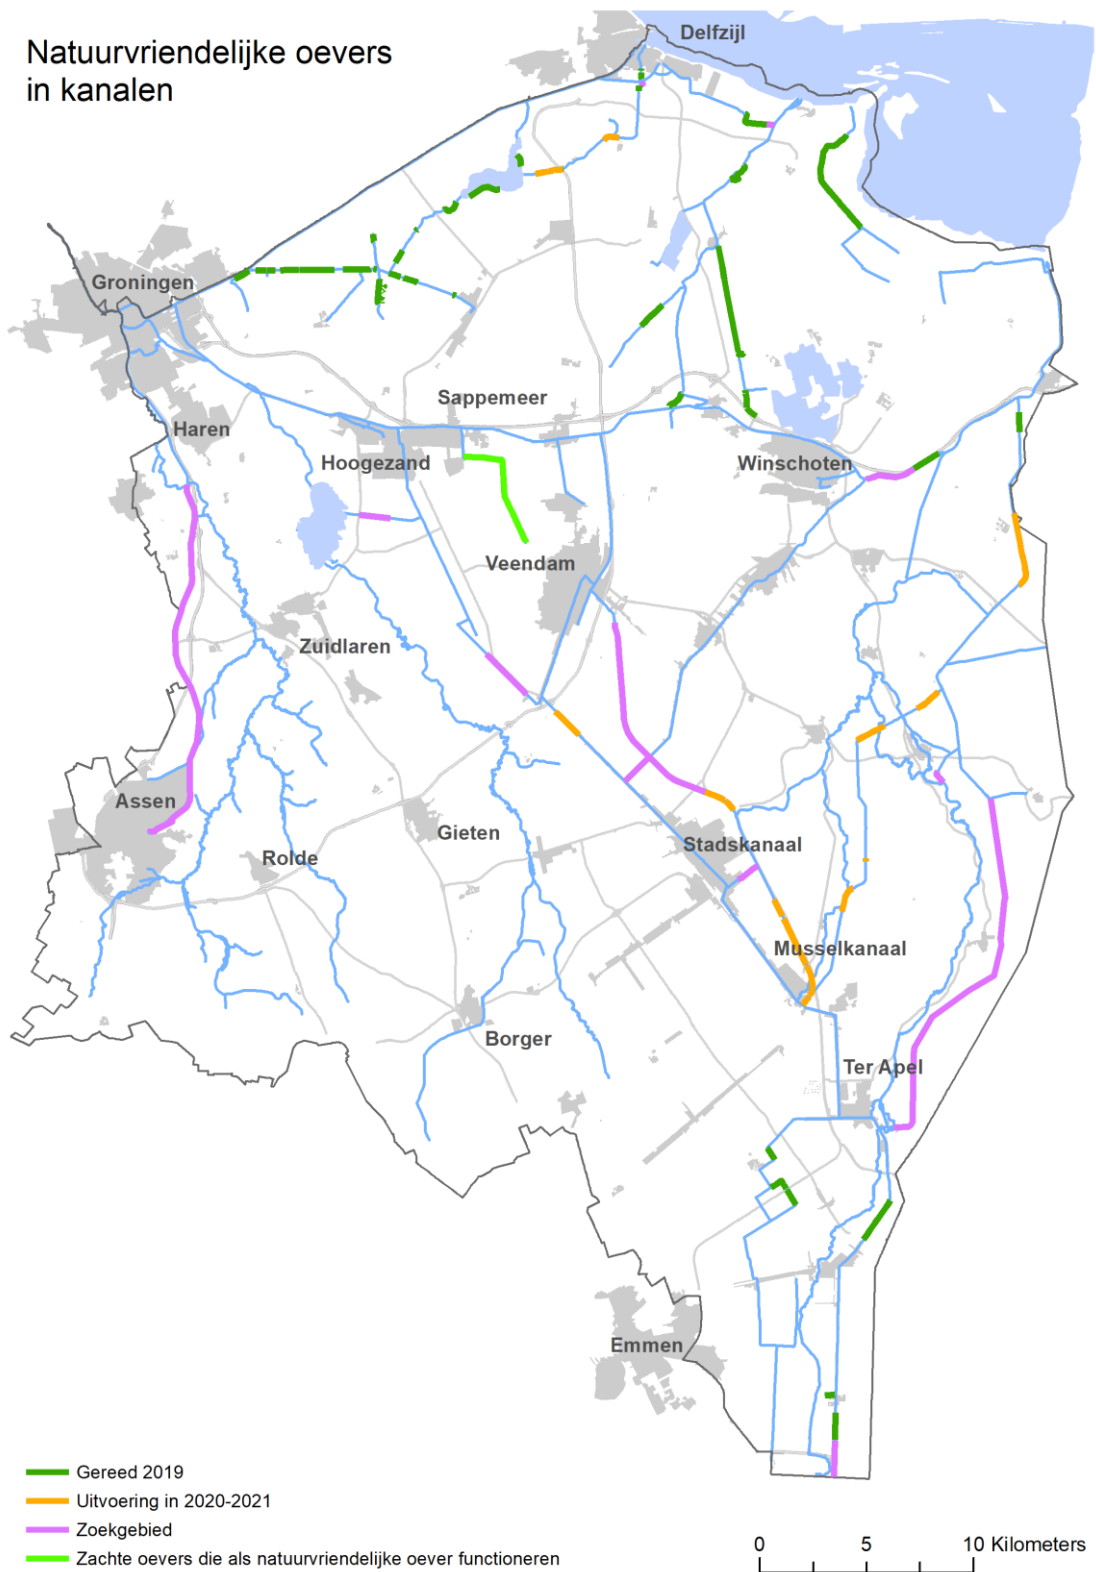 Natuurvriendelijke oevers
in kanalen
Delfzijl
Groningen
Sappemeer
Haren
Hoogezand
Winschoten
Veendam
Zuidlaren
Assen
Gieten
Stadskanaal
Rolde
Musselkanaal
Borger
Ter Apel
Emmen
Gereed 2019
Uitvoering in 2020-2021
Zoekgebied
Zachte oevers die als natuurvriendelijke oever functioneren
0 5 10 Kilometers